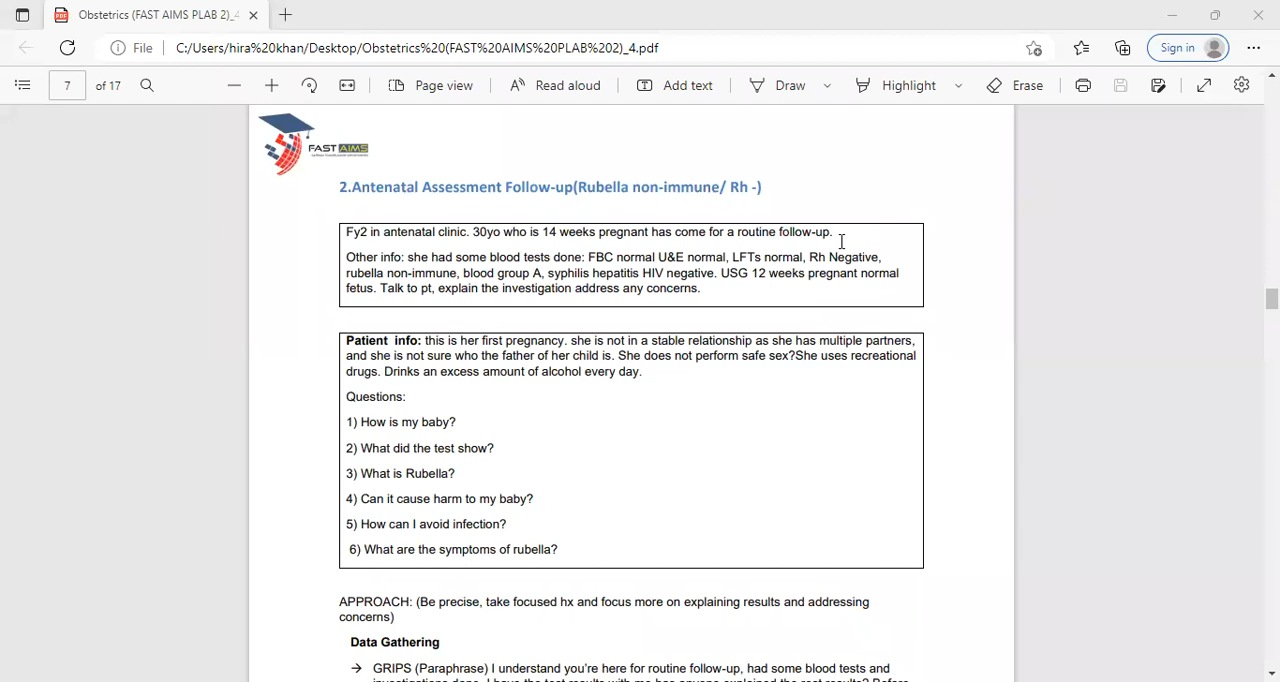 Obstetrics (FAST AIMS PLAB 2)_4
File C:/Users/hira%20khan/Desktop/Obstetrics%20(FAST%20AIMS%20PLAB%202)_4.pdf Sign in
7 of 17 Page view Read aloud Add text Draw Highlight Erase
FAST AIMS
2.Antenatal Assessment Follow-up(Rubella non-immune/ Rh -)
Fy2 in antenatal clinic. 30yo who is 14 weeks pregnant has come for a routine follow-up.
Other info: she had some blood tests done: FBC normal U&E normal, LFTs normal, Rh Negative,
rubella non-immune, blood group A, syphilis hepatitis HIV negative. USG 12 weeks pregnant normal
fetus. Talk to pt, explain the investigation address any concerns.
Patient info: this is her first pregnancy. she is not in a stable relationship as she has multiple partners,
and she is not sure who the father of her child is. She does not perform safe sex?She uses recreational
drugs. Drinks an excess amount of alcohol every day.
Questions:
1) How is my baby?
2) What did the test show?
3) What is Rubella?
4) Can it cause harm to my baby?
5) How can I avoid infection?
6) What are the symptoms of rubella?
APPROACH: (Be precise, take focused hx and focus more on explaining results and addressing
concerns)
Data Gathering
→ GRIPS (Paraphrase) I understand you're here for routine follow-up, had some blood tests and